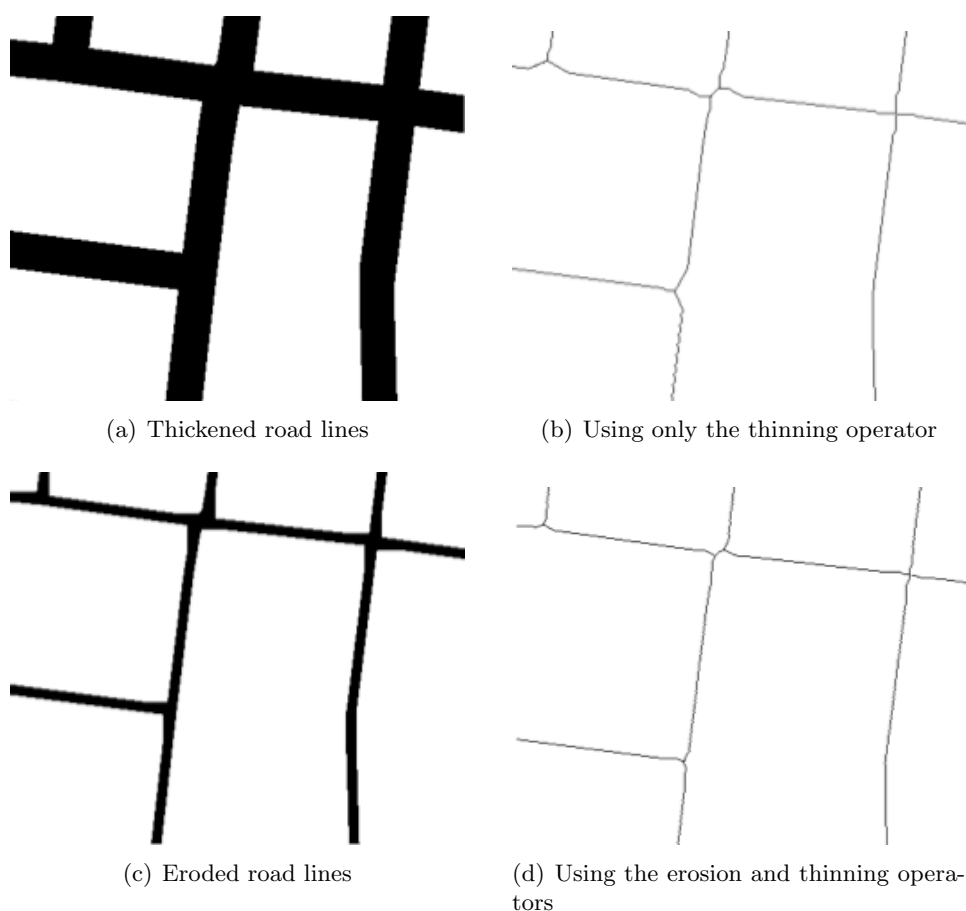 (a) Thickened road lines
(b) Using only the thinning operator
(c) Eroded road lines
(d) Using the erosion and thinning opera-
tors